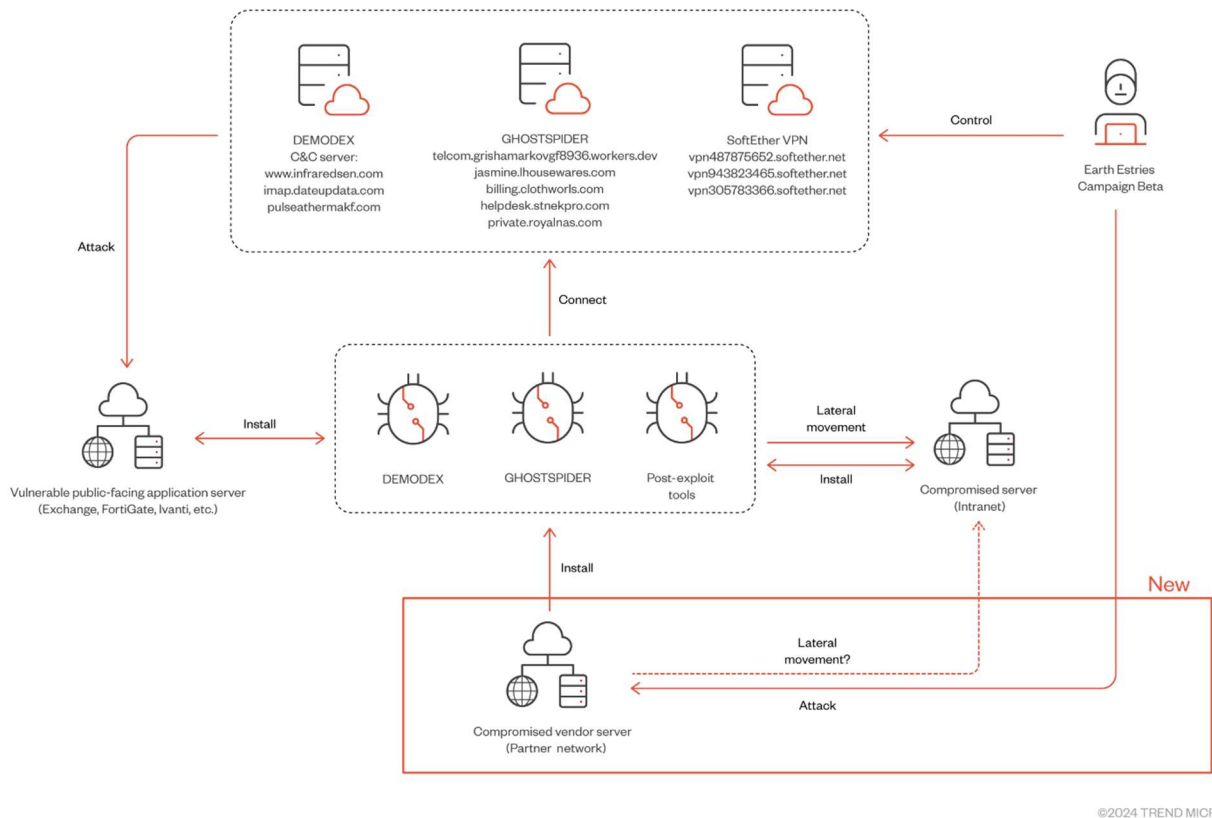 DEMODEX
C&C server:
www.infraredsen.com
imap.dateupdata.com
pulseathermakf.com
GHOSTSPIDER
telcom.grishamarkovgf8936.workers.dev
jasmine.lhousewares.com
billing.clothworls.com
helpdesk.stnekpro.com
private.royalnas.com
SoftEther VPN
vpn487875652.softether.net
vpn943823465.softether.net
vpn305783366.softether.net
Control
Earth Estries
Campaign Beta
Attack
Connect
Vulnerable public-facing application server
(Exchange, FortiGate, Ivanti, etc.)
Install
DEMODEX
GHOSTSPIDER
Post-exploit
tools
Lateral
movement
Install
Compromised server
(Intranet)
Install
New
Compromised vendor server
(Partner network)
Lateral
movement?
Attack
©2024 TREND MICR